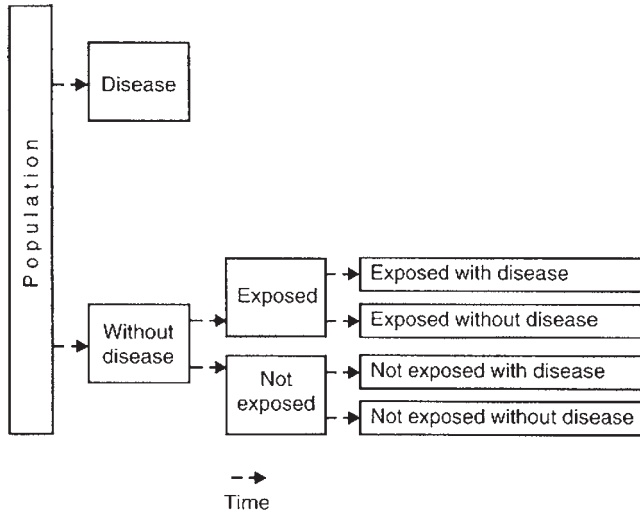 Population
Disease
Without
disease
Exposed
Not
exposed
Exposed with disease
Exposed without disease
Not exposed with disease
Not exposed without disease
Time